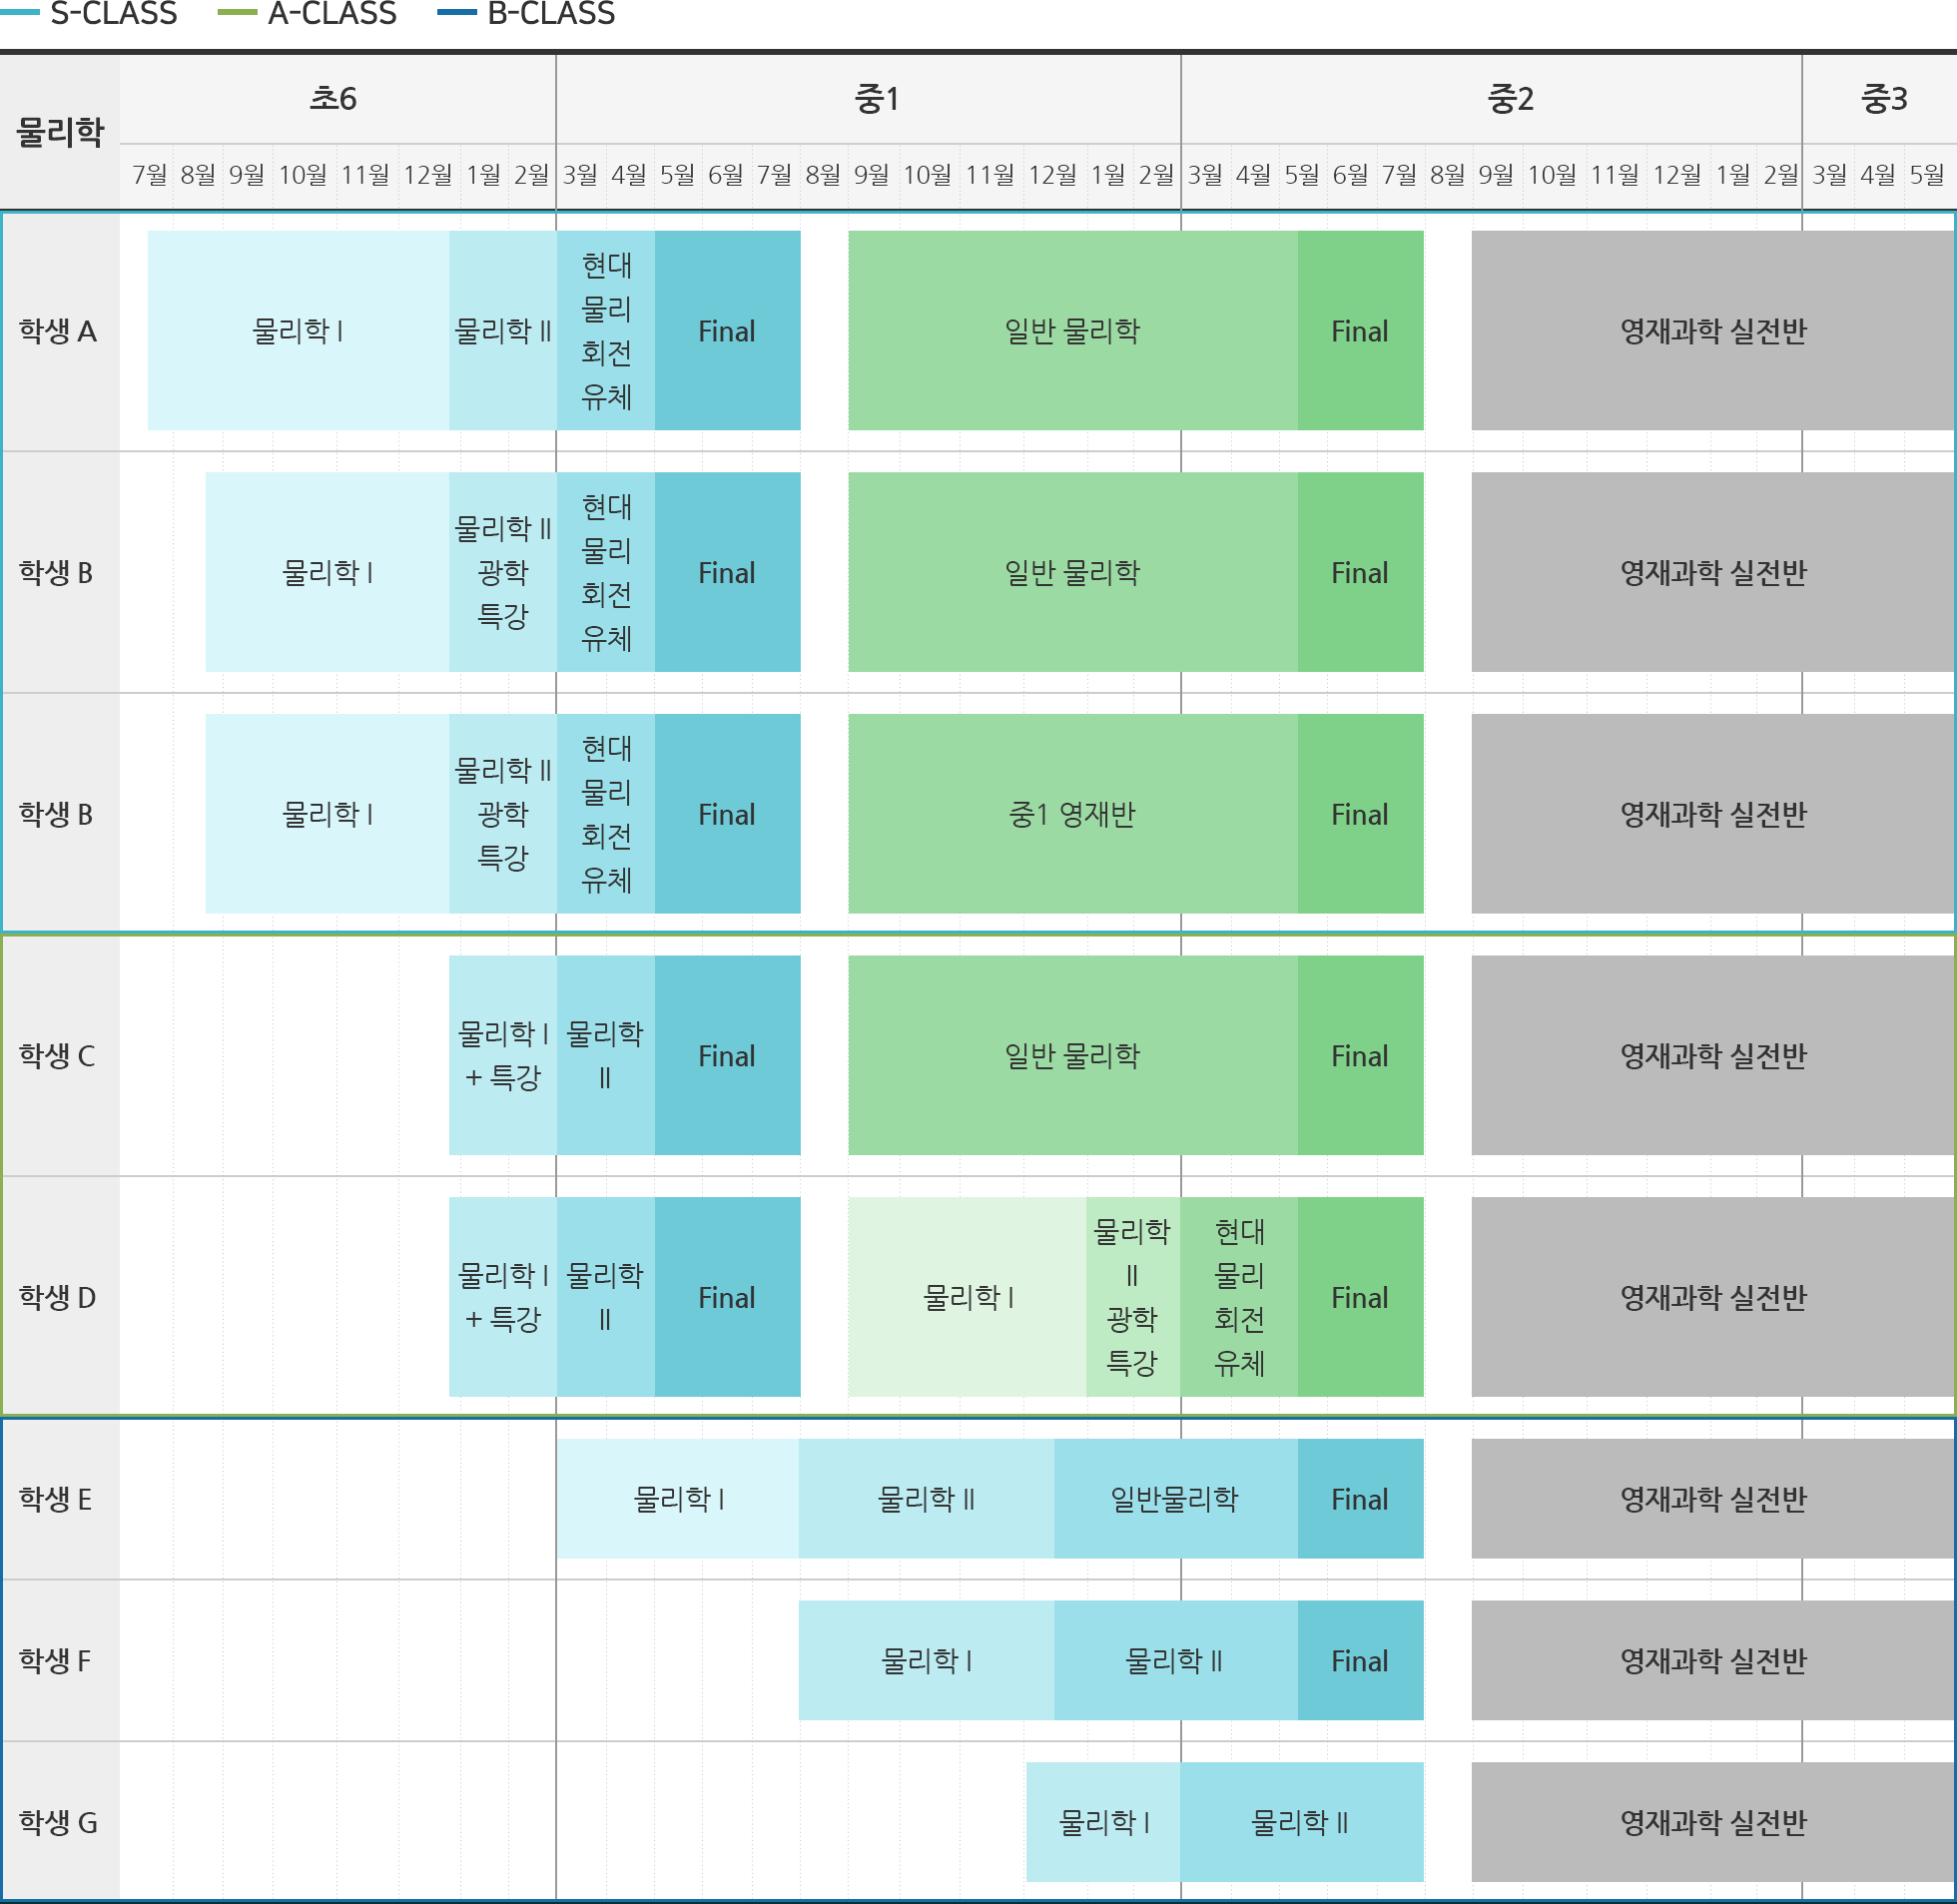 S-CLASS A-CLASS B-CLASS
물리학 초6 중1 중2 중3
7월 8월 9월 10월 11월 12월 1월 2월 3월 4월 5월 6월 7월 8월 9월 10월 11월 12월 1월 2월 3월 4월 5월 6월 7월 8월 9월 10월 11월 12월 1월 2월 3월 4월 5월
학생 A
물리학 I
물리학 II
현대
물리
회전
유체
Final
일반 물리학
Final
영재과학 실전반
학생 B
물리학 I
물리학 II
광학
특강
현대
물리
회전
유체
Final
일반 물리학
Final
영재과학 실전반
학생 B
물리학 I
물리학 II
광학
특강
현대
물리
회전
유체
Final
중1 영재반
Final
영재과학 실전반
학생 C
물리학 I
+ 특강
물리학
II
Final
일반 물리학
Final
영재과학 실전반
학생 D
물리학 I
+ 특강
물리학
II
Final
물리학 I
물리학
II
광학
특강
현대
물리
회전
유체
Final
영재과학 실전반
학생 E
물리학 I
물리학 II
일반물리학
Final
영재과학 실전반
학생 F
물리학 I
물리학 II
Final
영재과학 실전반
학생 G
물리학 I
물리학 II
영재과학 실전반